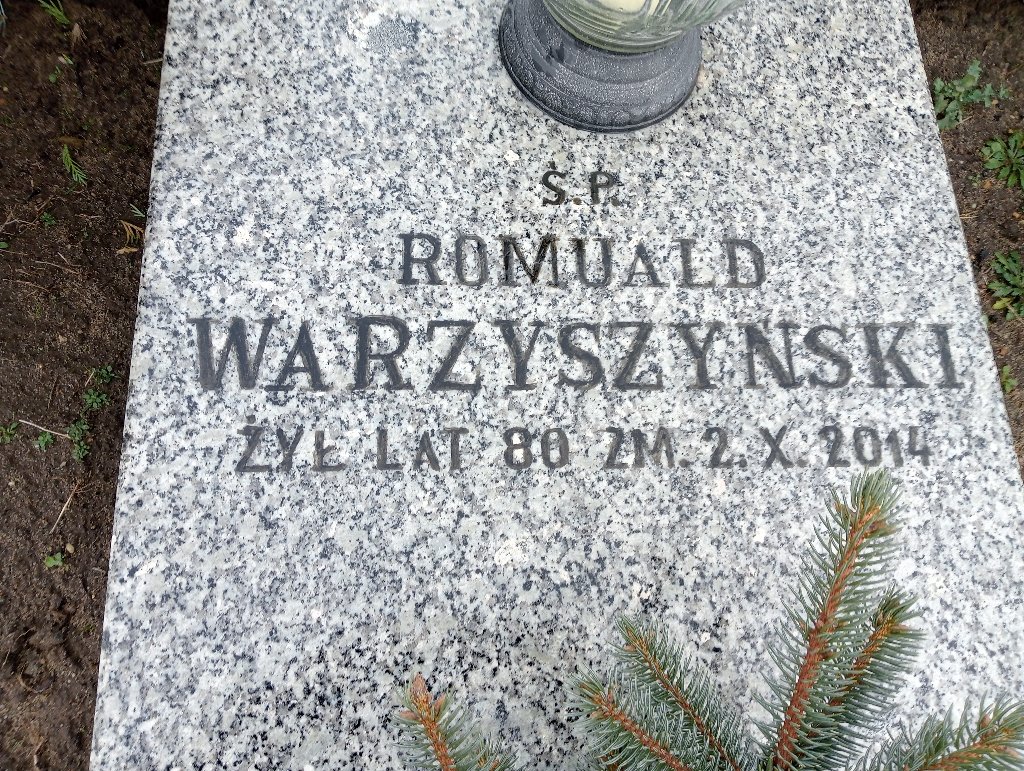 Ś.P.
ROMUALD
WARZYSZYŃSKI
ŻYŁ LAT 80 ZM. 2. X. 2014